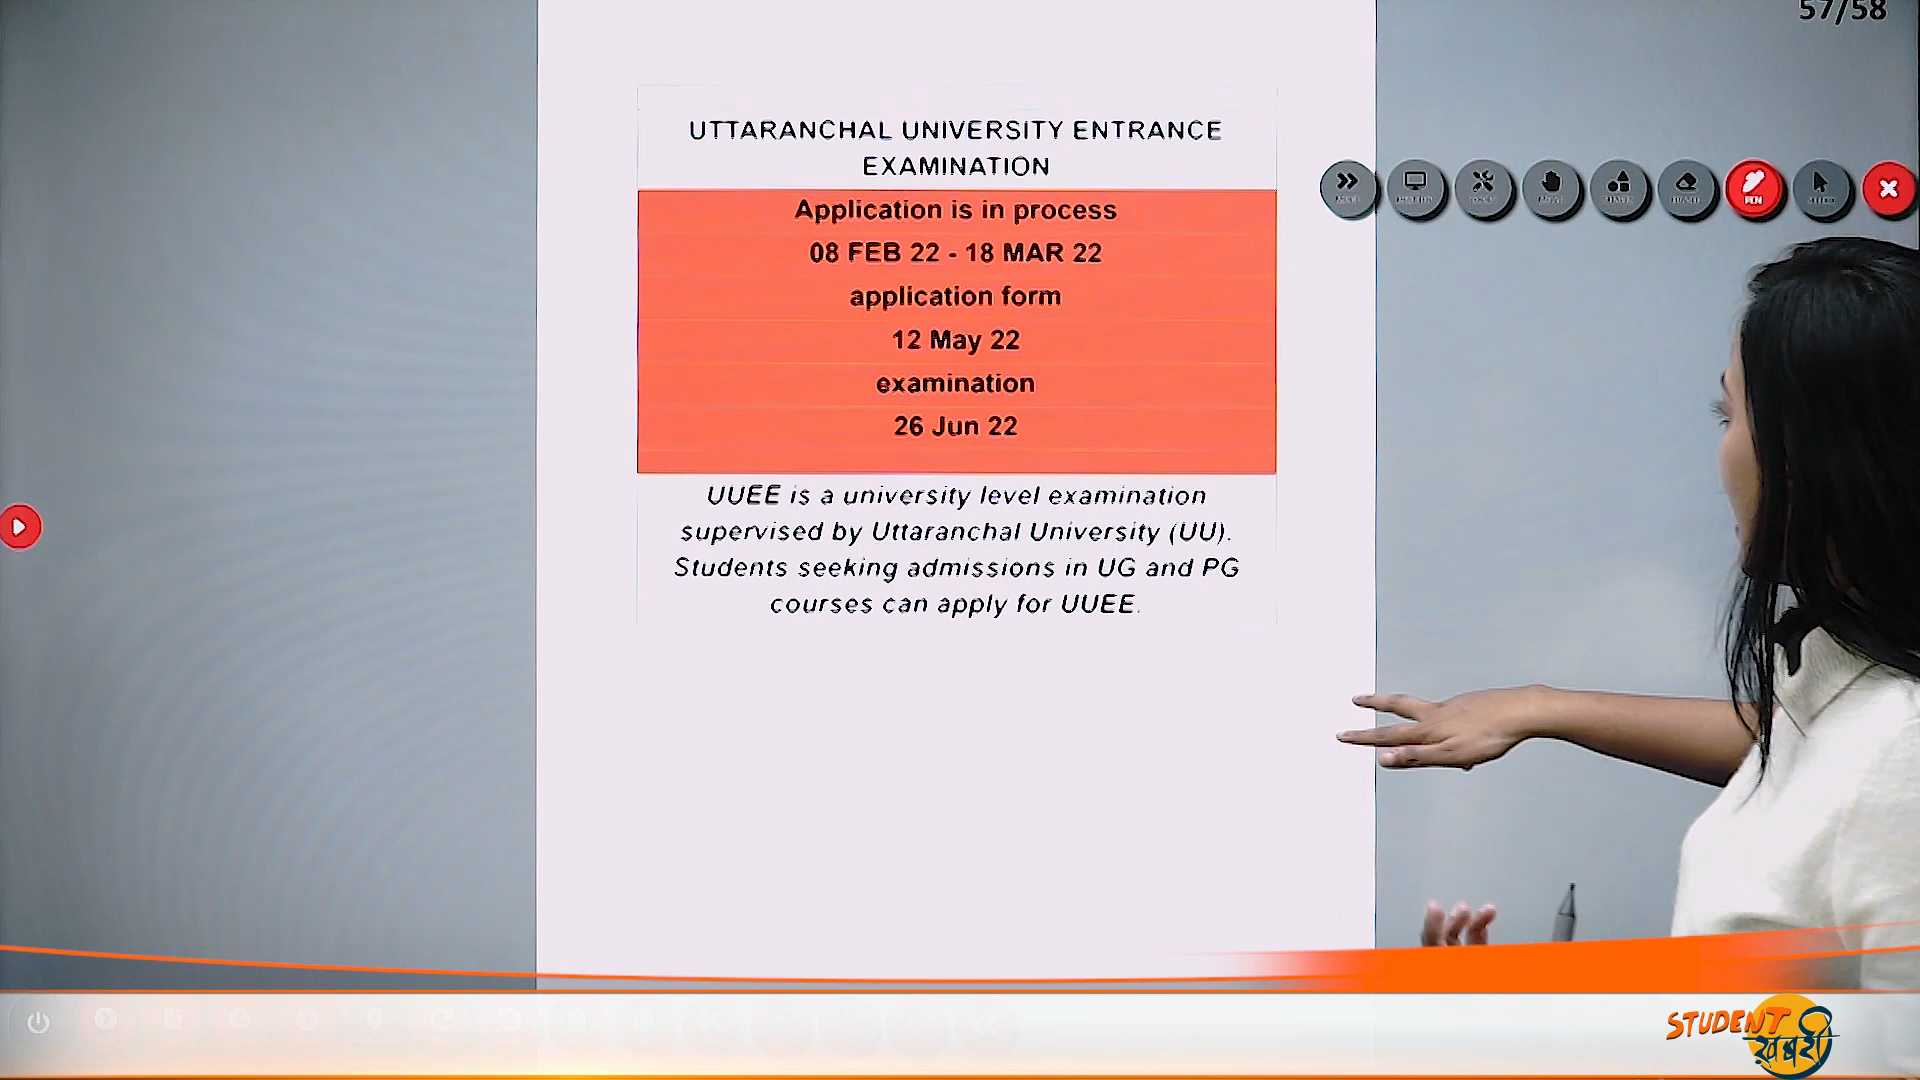 57/58
UTTARANCHAL UNIVERSITY ENTRANCE
EXAMINATION
Application is in process
08 FEB 22 - 18 MAR 22
application form
12 May 22
examination
26 Jun 22
UUEE is a university level examination
supervised by Uttaranchal University (UU).
Students seeking admissions in UG and PG
courses can apply for UUEE.
PEN
STUDENT
ख़बरी